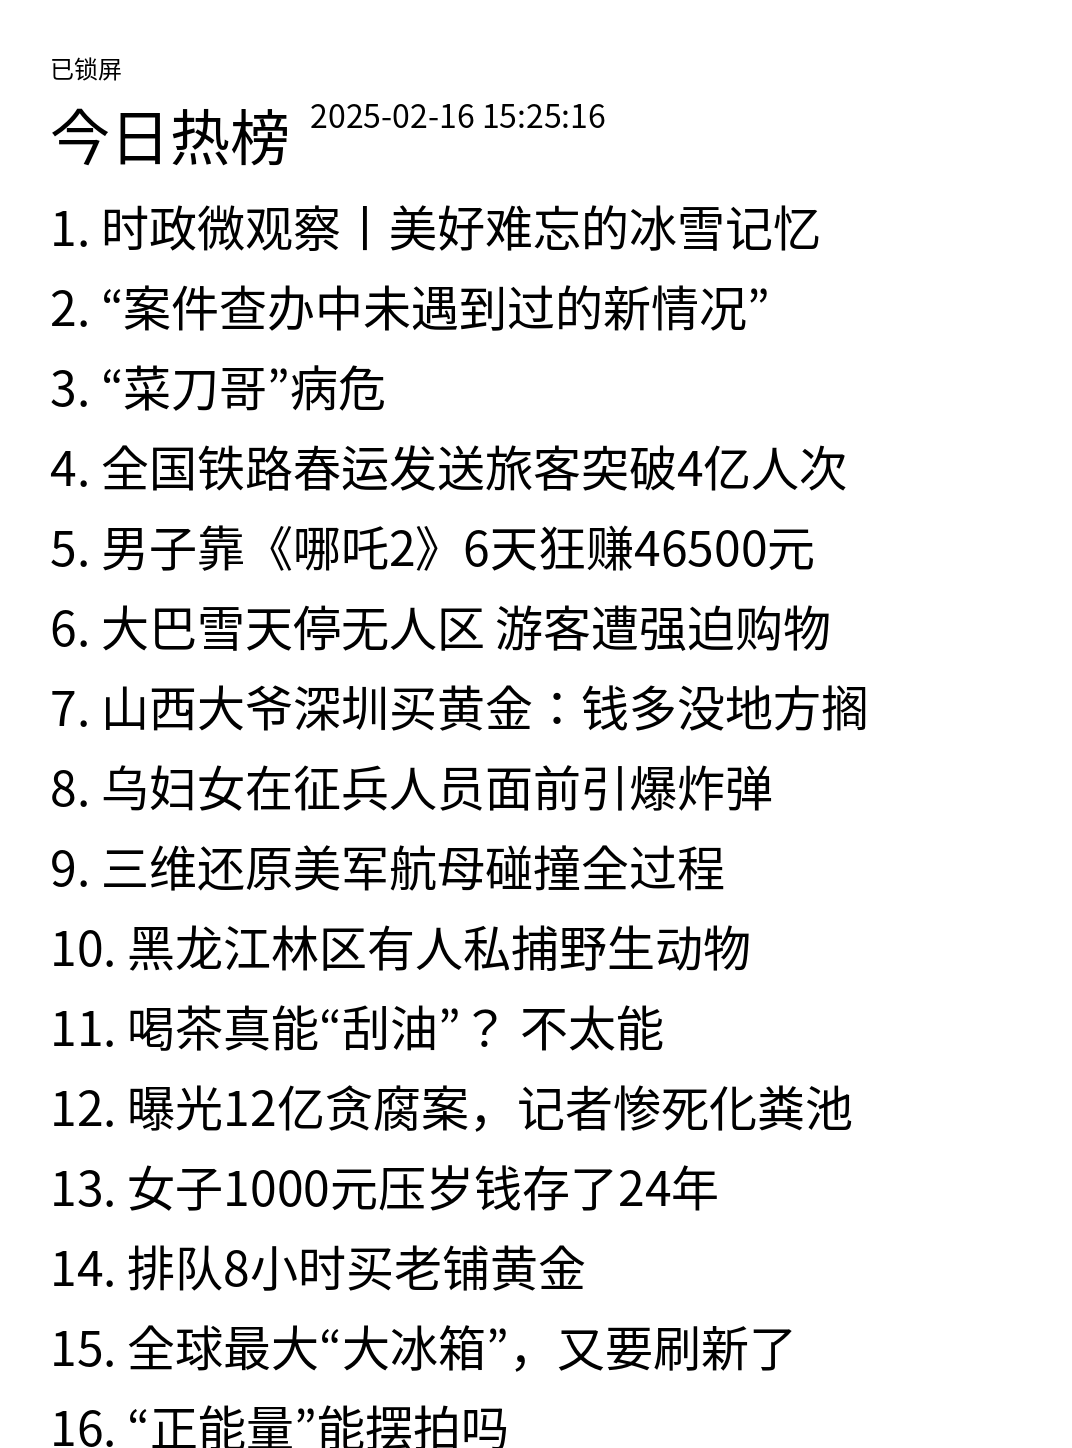 已锁屏
今日热榜 2025-02-16 15:25:16
1. 时政微观察丨美好难忘的冰雪记忆
2. “案件查办中未遇到过的新情况”
3. “菜刀哥”病危
4. 全国铁路春运发送旅客突破4亿人次
5. 男子靠《哪吒2》6天狂赚46500元
6. 大巴雪天停无人区 游客遭强迫购物
7. 山西大爷深圳买黄金：钱多没地方搁
8. 乌妇女在征兵人员面前引爆炸弹
9. 三维还原美军航母碰撞全过程
10. 黑龙江林区有人私捕野生动物
11. 喝茶真能“刮油”？ 不太能
12. 曝光12亿贪腐案，记者惨死化粪池
13. 女子1000元压岁钱存了24年
14. 排队8小时买老铺黄金
15. 全球最大“大冰箱”，又要刷新了
16. “正能量”能摆拍吗